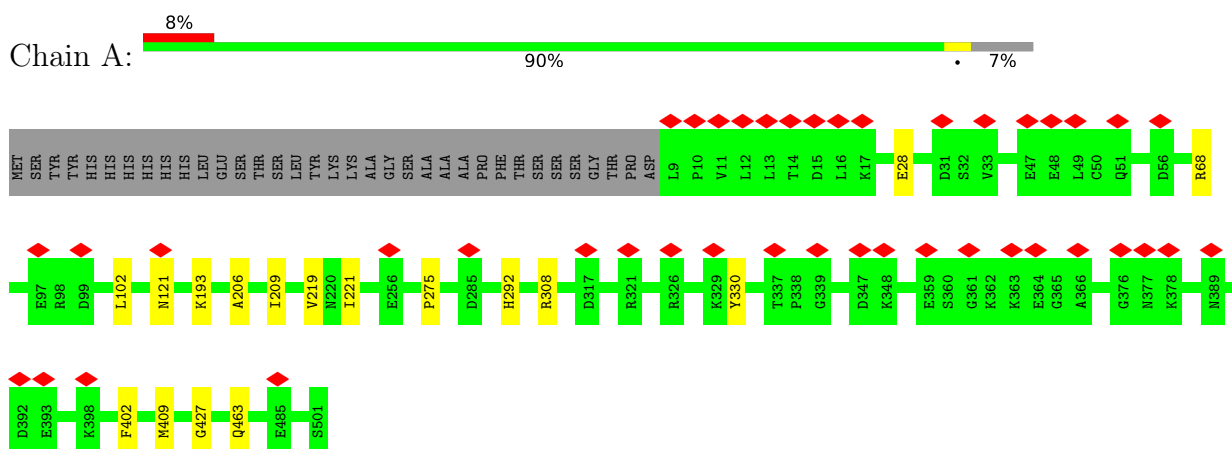 8%
Chain A:
90% • 7%
MET SER TYR TYR HIS HIS HIS HIS HIS HIS LEU GLU SER THR SER LEU TYR LYS LYS ALA GLY SER ALA ALA ALA PRO PHE THR SER SER SER GLY THR PRO ASP L9 P10 V11 L12 L13 T14 D15 L16 K17 E28 D31 S32 V33 E47 E48 L49 C50 Q51 D56 R68
E97 R98 D99 L102 N121 K193 A206 I209 V219 N220 I221 E256 P275 D285 H292 R308 D317 R321 R326 K329 Y330 T337 P338 G339 D347 K348 E359 S360 G361 K362 K363 E364 G365 A366 G376 N377 K378 N389
D392 E393 K398 F402 M409 G427 Q463 E485 S501